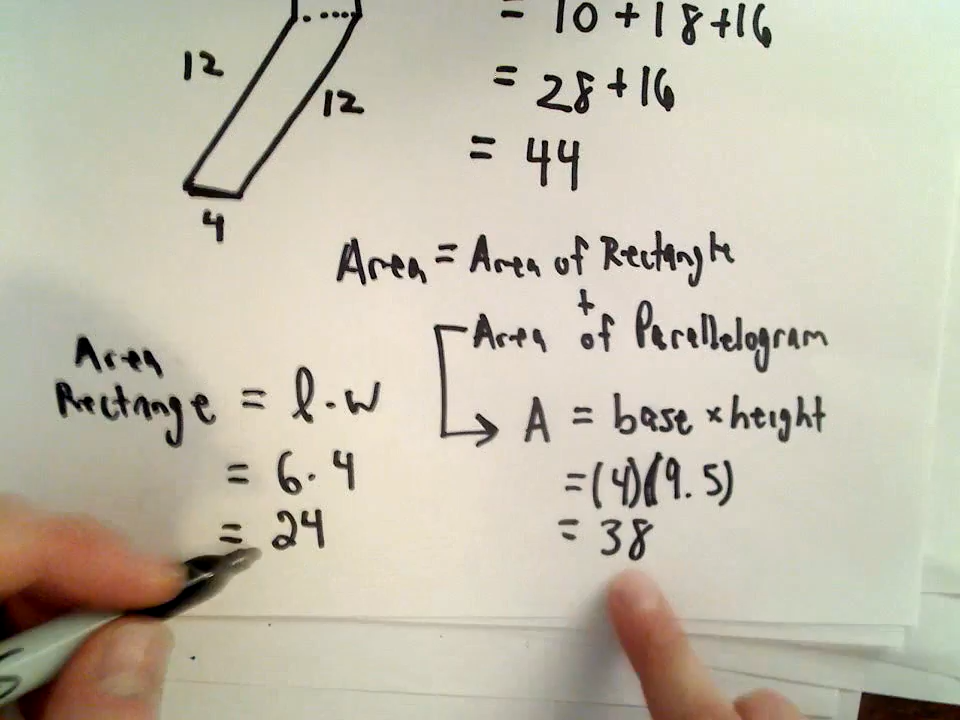 12
12
4
= 10 + 18 + 16
= 28 + 16
= 44
Area = Area of Rectangle
+
Area of Parallelogram
Area
Rectange = l · w
= 6 · 4
= 24
A = base × height
= (4)(9.5)
= 38